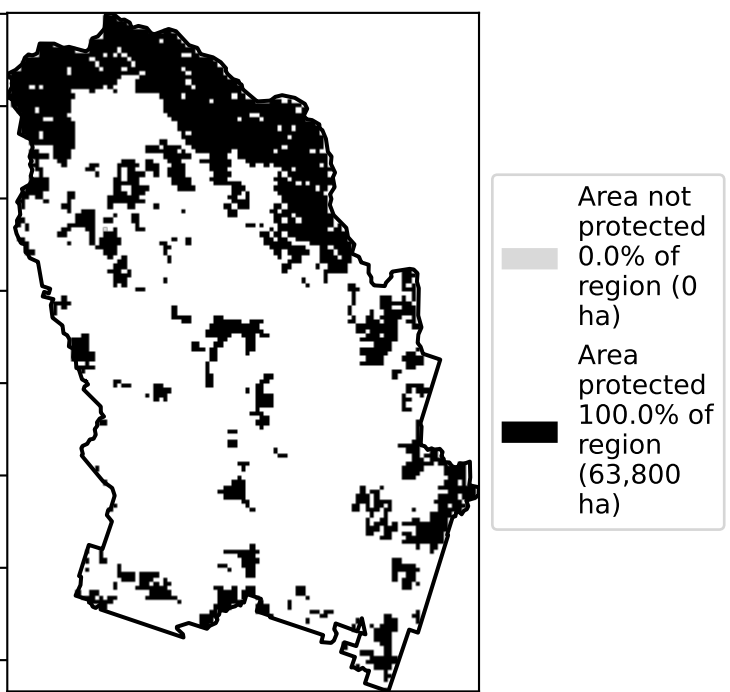 Area not
protected
0.0% of
region (0
ha)
Area
protected
100.0% of
region
(63,800
ha)